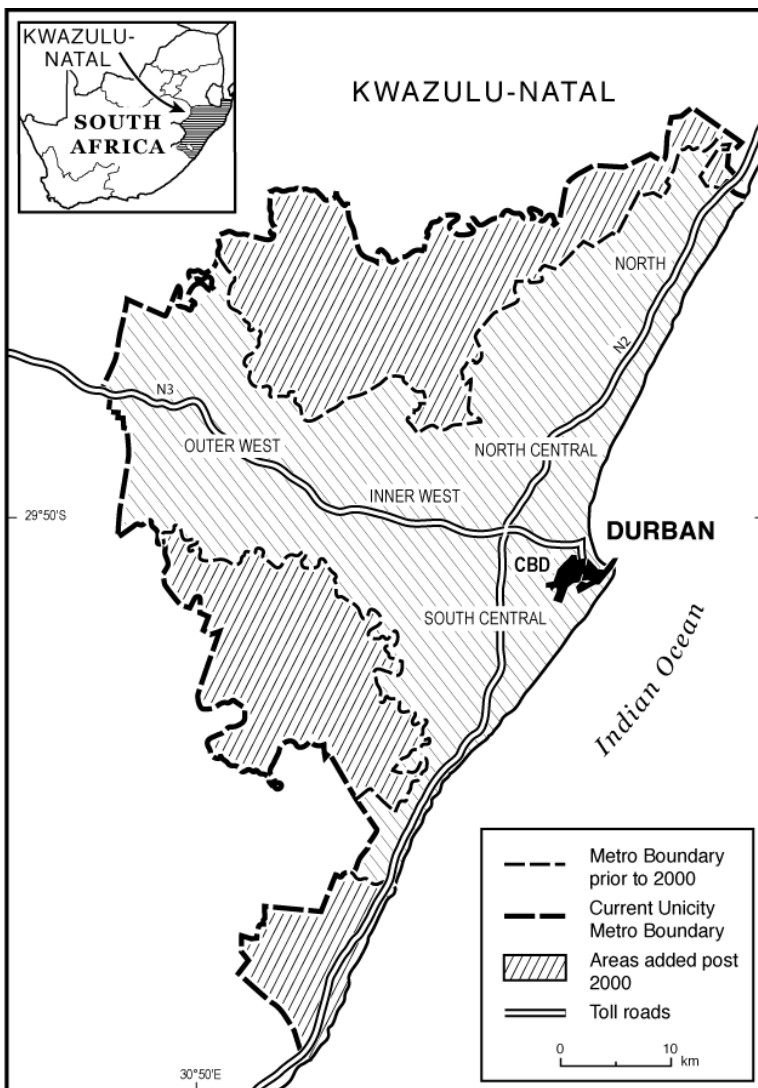 KWAZULU-
NATAL
SOUTH
AFRICA
KWAZULU-NATAL
NORTH
N2
N3
OUTER WEST
NORTH CENTRAL
INNER WEST
29°50'S
DURBAN
CBD
SOUTH CENTRAL
Indian Ocean
Metro Boundary
prior to 2000
Current Unicity
Metro Boundary
Areas added post
2000
Toll roads
0 10
km
30°50'E